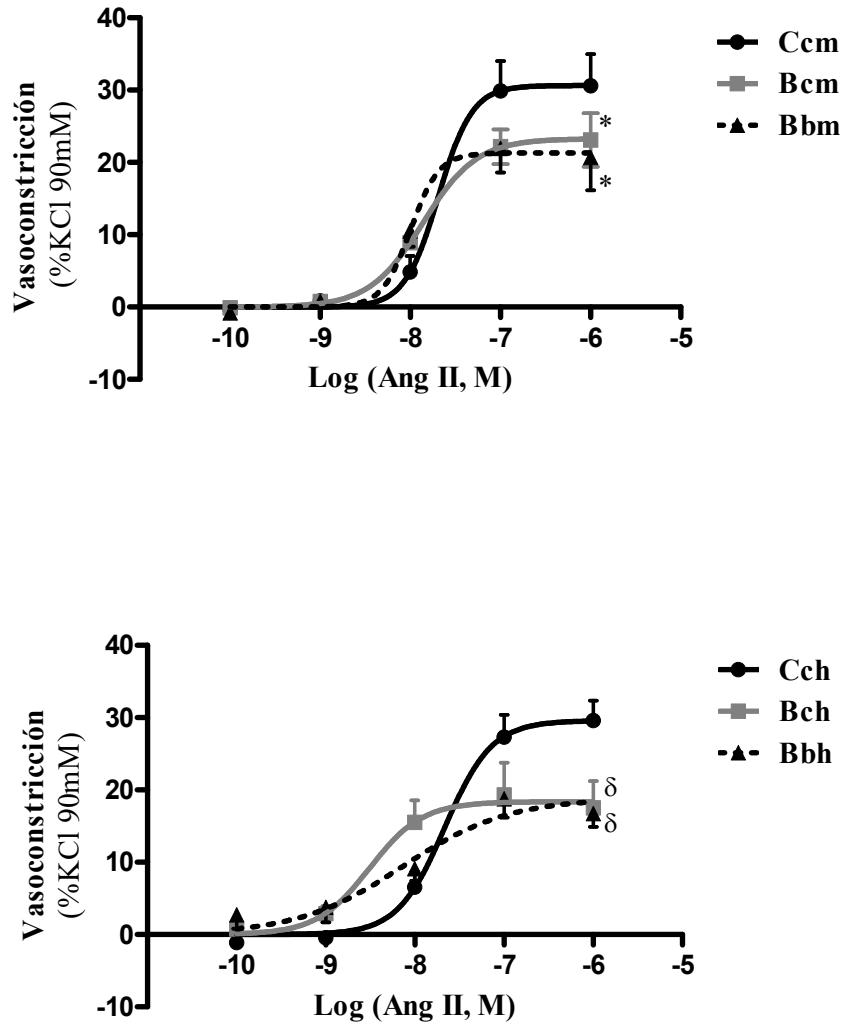 40
30
20
10
0
-10
Vasoconstricción
(%KCl 90mM)
-10 -9 -8 -7 -6 -5
Log (Ang II, M)
*
*
Ccm
Bcm
Bbm
40
30
20
10
0
-10
Vasoconstricción
(%KCl 90mM)
-10 -9 -8 -7 -6 -5
Log (Ang II, M)
δ
δ
Cch
Bch
Bbh